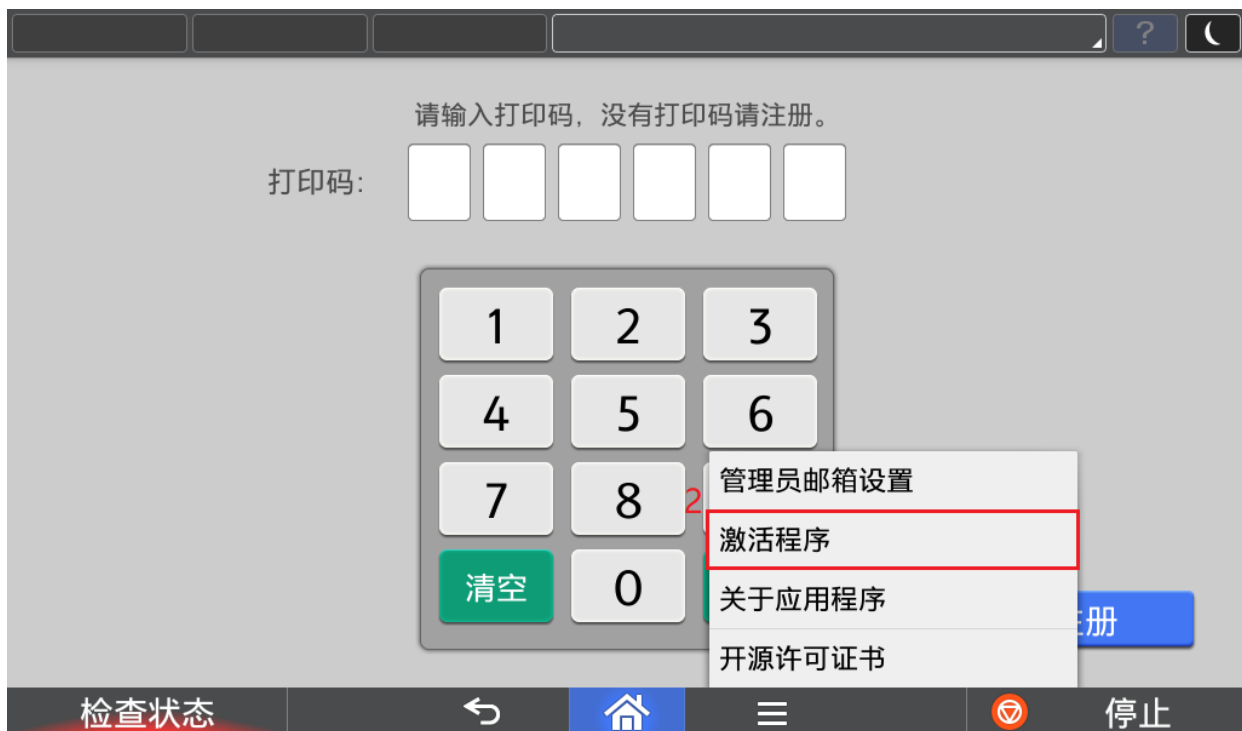 ?
请输入打印码，没有打印码请注册。
打印码:
1 2 3
4 5 6
7 8 2
管理员邮箱设置
激活程序
清空 0
关于应用程序
册
开源许可证书
检查状态
停止